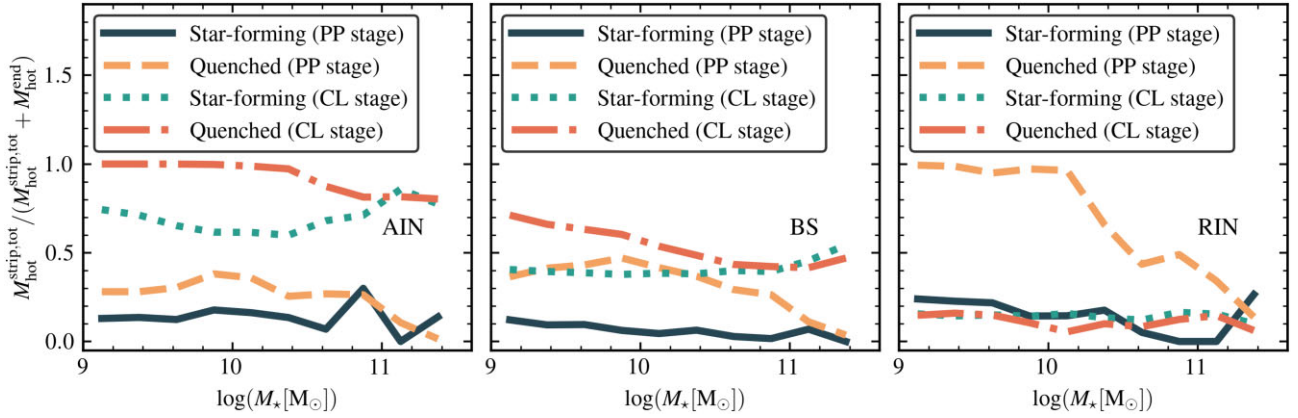 M_hot^strip,tot / (M_hot^strip,tot + M_hot^end)
1.5
1.0
0.5
0.0
Star-forming (PP stage)
Quenched (PP stage)
Star-forming (CL stage)
Quenched (CL stage)
AIN
9 10 11
log(M⋆[M⊙])
Star-forming (PP stage)
Quenched (PP stage)
Star-forming (CL stage)
Quenched (CL stage)
BS
9 10 11
log(M⋆[M⊙])
Star-forming (PP stage)
Quenched (PP stage)
Star-forming (CL stage)
Quenched (CL stage)
RIN
9 10 11
log(M⋆[M⊙])